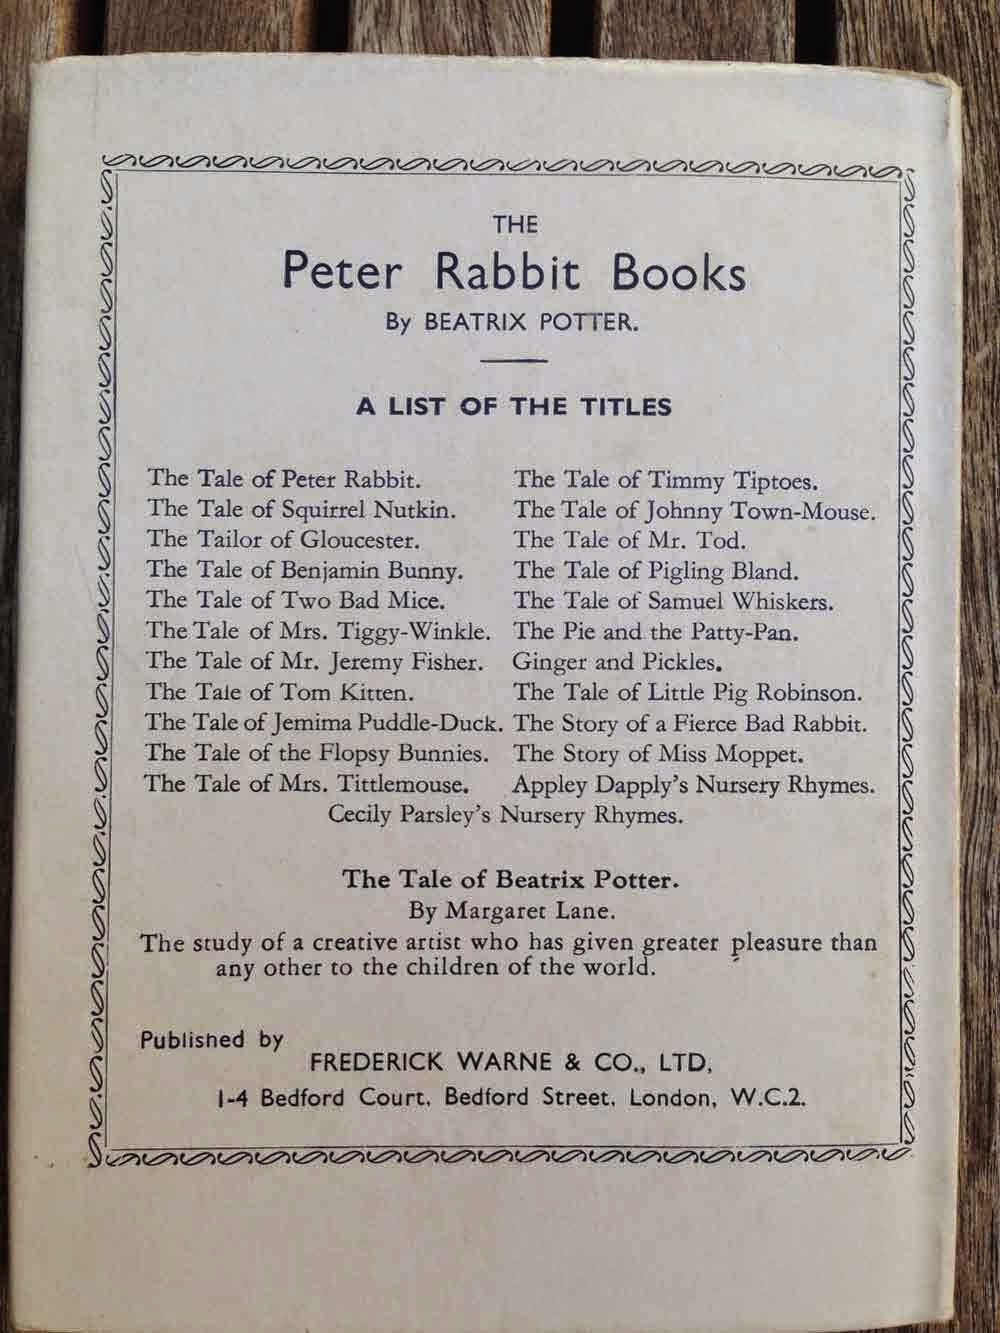 THE
Peter Rabbit Books
By BEATRIX POTTER.
A LIST OF THE TITLES
The Tale of Peter Rabbit.
The Tale of Squirrel Nutkin.
The Tailor of Gloucester.
The Tale of Benjamin Bunny.
The Tale of Two Bad Mice.
The Tale of Mrs. Tiggy-Winkle.
The Tale of Mr. Jeremy Fisher.
The Tale of Tom Kitten.
The Tale of Jemima Puddle-Duck.
The Tale of the Flopsy Bunnies.
The Tale of Mrs. Tittlemouse.
The Tale of Timmy Tiptoes.
The Tale of Johnny Town-Mouse.
The Tale of Mr. Tod.
The Tale of Pigling Bland.
The Tale of Samuel Whiskers.
The Pie and the Patty-Pan.
Ginger and Pickles.
The Tale of Little Pig Robinson.
The Story of a Fierce Bad Rabbit.
The Story of Miss Moppet.
Appley Dapply's Nursery Rhymes.
Cecily Parsley's Nursery Rhymes.
The Tale of Beatrix Potter.
By Margaret Lane.
The study of a creative artist who has given greater pleasure than
any other to the children of the world.
Published by
FREDERICK WARNE & CO., LTD,
1-4 Bedford Court, Bedford Street, London, W.C.2.